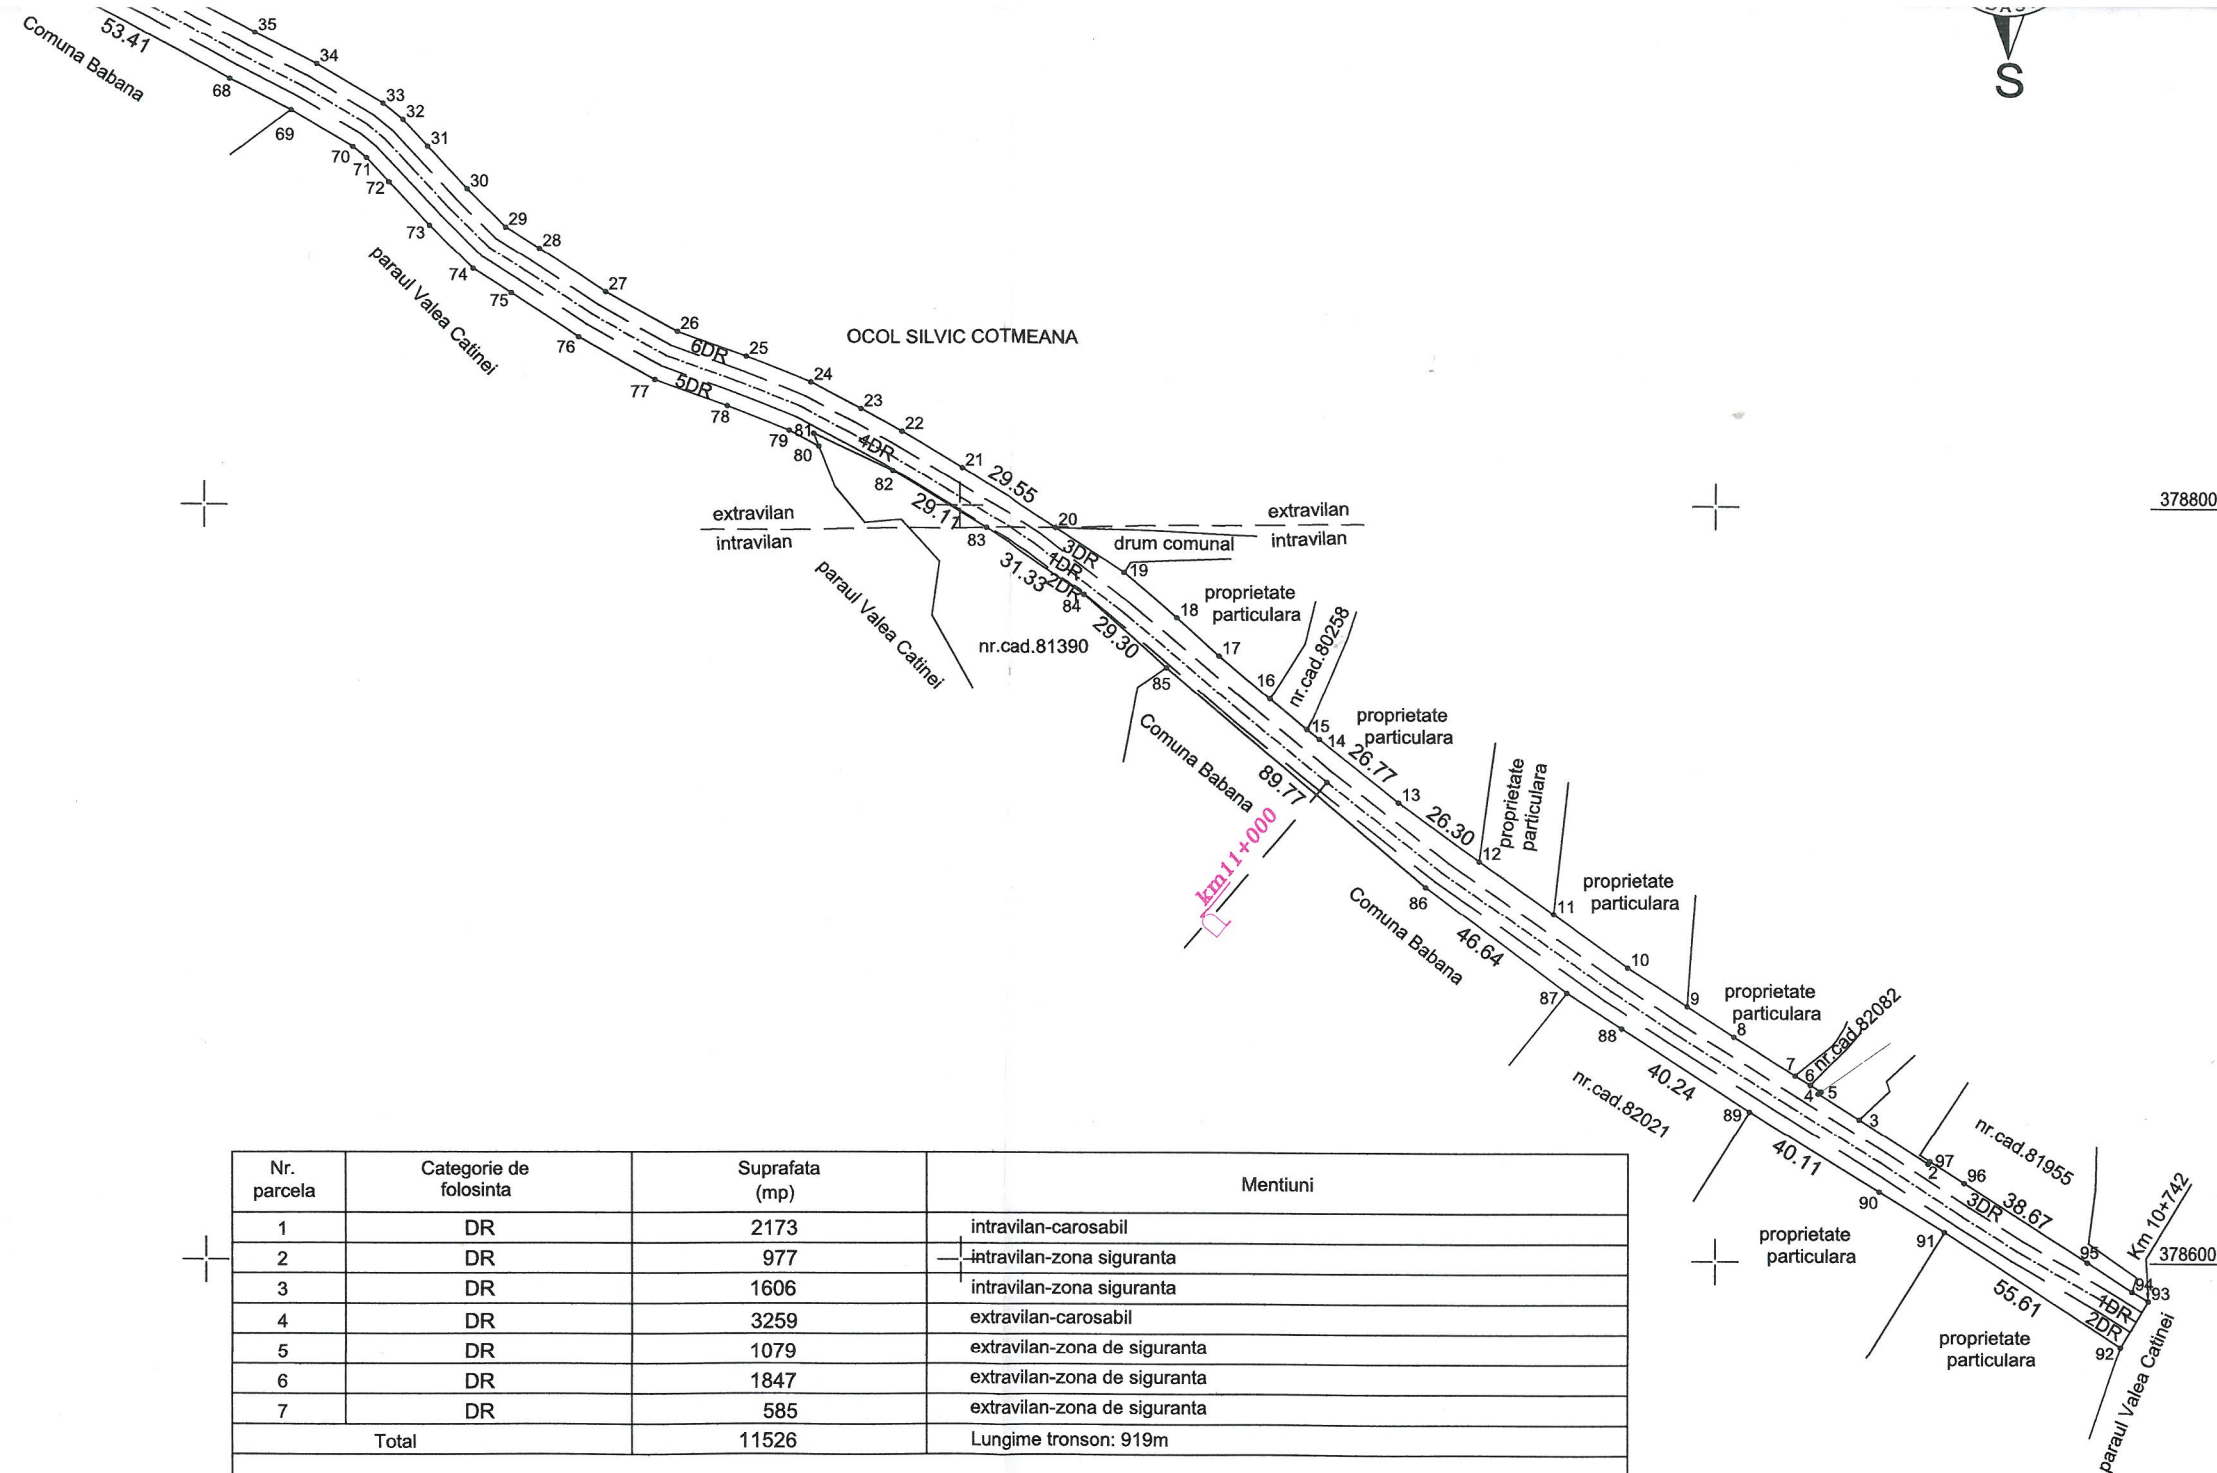 S
35
34
53.41
Comuna Babana
68
33
32
69
31
70
71
72
30
29
73
28
paraul Valea Catinei
74
75
27
26
6DR
25
OCOL SILVIC COTMEANA
76
77
5DR
24
78
23
79
81
80
4DR
22
82
21
29.55
29.11
extravilan
intravilan
83
20
extravilan
intravilan
drum comunal
3DR
1DR
2DR
19
31.33
84
paraul Valea Catinei
nr.cad.81390
29.30
18
proprietate
particulara
17
nr.cad.80258
16
85
15
14
proprietate
particulara
26.77
Comuna Babana
89.77
km11+000
13
26.30
proprietate
particulara
12
86
11
proprietate
particulara
Comuna Babana
46.64
10
87
9
88
8
proprietate
particulara
7
6
nr.cad.82082
5
4
40.24
nr.cad.82021
89
3
40.11
97
2
96
nr.cad.81955
3DR
38.67
90
91
proprietate
particulara
95
Km 10+742
94
93
55.61
1DR
2DR
92
proprietate
particulara
paraul Valea Catinei
378800
378600
Nr.
parcela
Categorie de
folosinta
Suprafata
(mp)
Mentiuni
1 DR 2173 intravilan-carosabil
2 DR 977 intravilan-zona siguranta
3 DR 1606 intravilan-zona siguranta
4 DR 3259 extravilan-carosabil
5 DR 1079 extravilan-zona de siguranta
6 DR 1847 extravilan-zona de siguranta
7 DR 585 extravilan-zona de siguranta
Total 11526 Lungime tronson: 919m